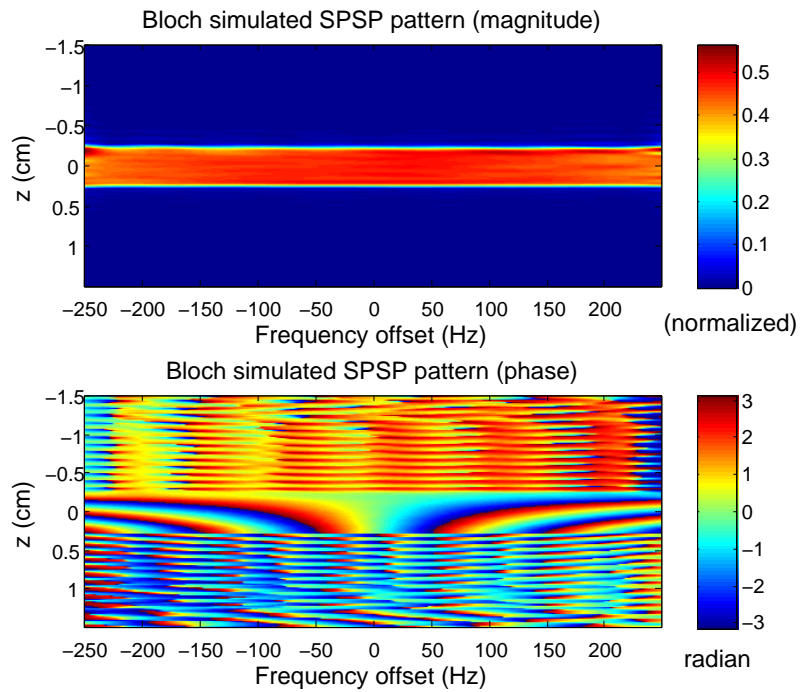 Bloch simulated SPSP pattern (magnitude)
z (cm)
−1.5
−1
−0.5
0
0.5
1
−250 −200 −150 −100 −50 0 50 100 150 200
Frequency offset (Hz)
0.5
0.4
0.3
0.2
0.1
0
(normalized)
Bloch simulated SPSP pattern (phase)
z (cm)
−1.5
−1
−0.5
0
0.5
1
−250 −200 −150 −100 −50 0 50 100 150 200
Frequency offset (Hz)
3
2
1
0
−1
−2
−3
radian